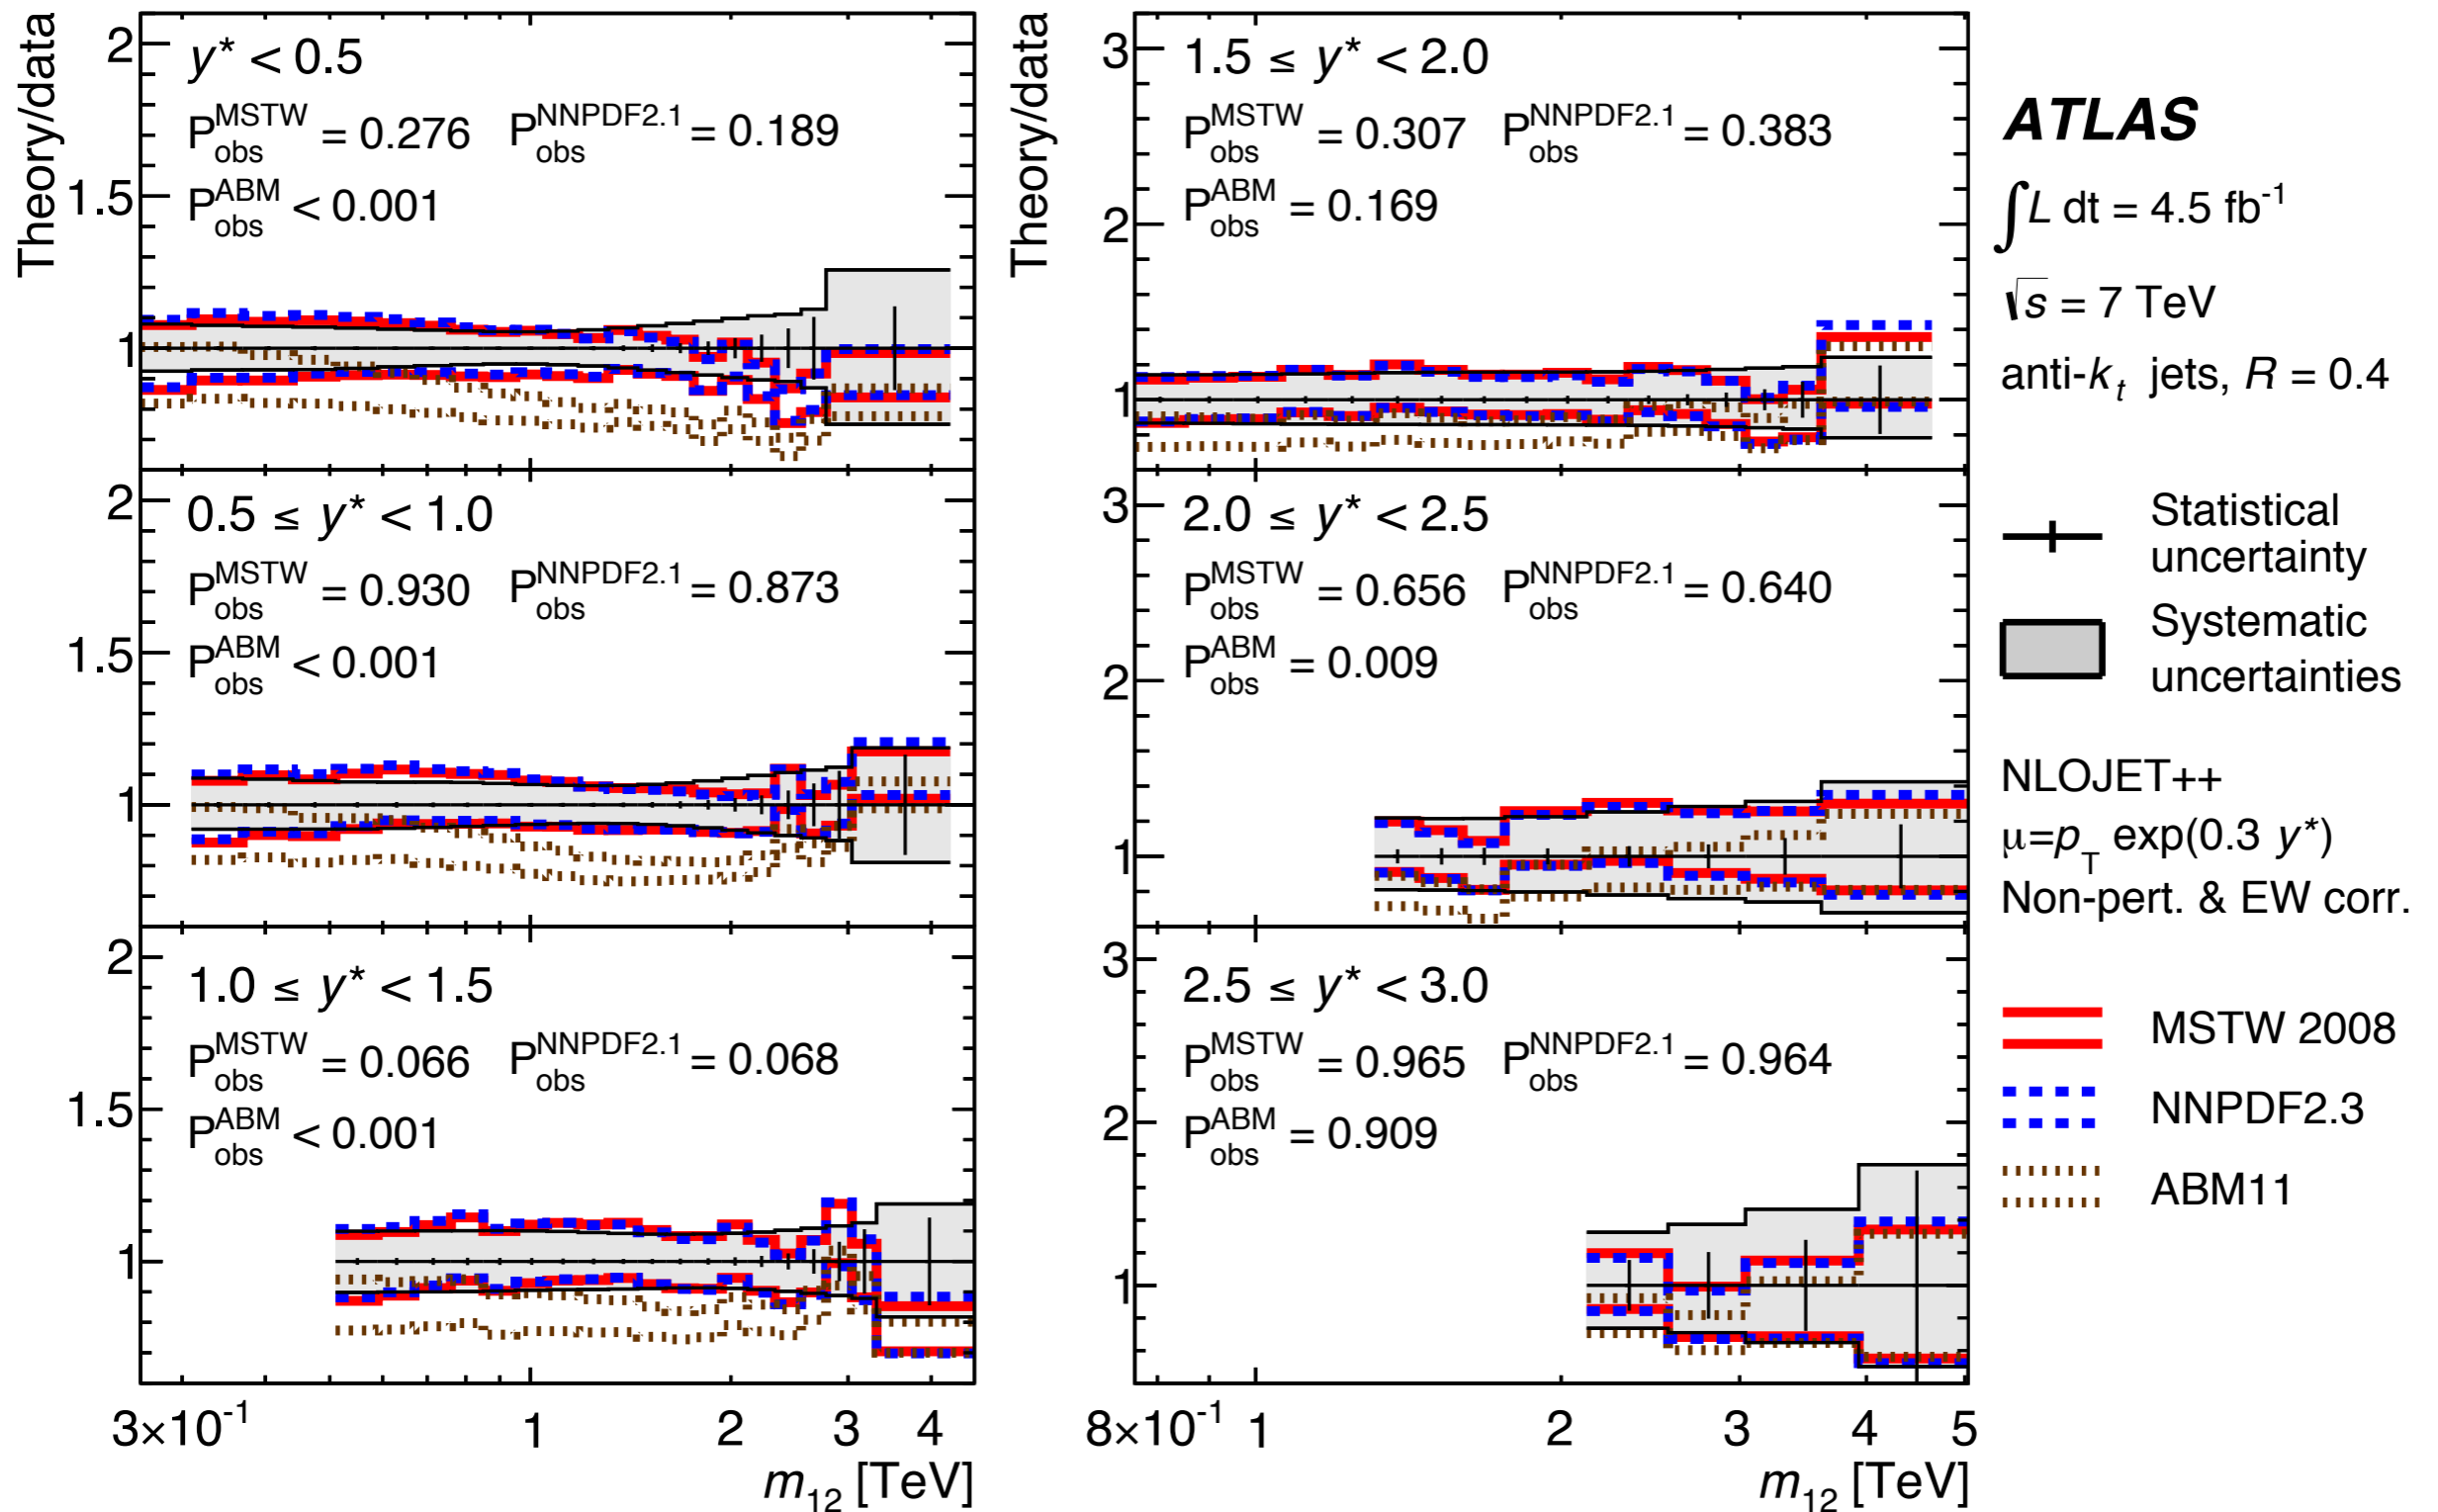 Theory/data
y* < 0.5
P_obs^MSTW = 0.276 P_obs^NNPDF2.1 = 0.189
P_obs^ABM < 0.001
2
1.5
1
0.5 ≤ y* < 1.0
P_obs^MSTW = 0.930 P_obs^NNPDF2.1 = 0.873
P_obs^ABM < 0.001
2
1.5
1
1.0 ≤ y* < 1.5
P_obs^MSTW = 0.066 P_obs^NNPDF2.1 = 0.068
P_obs^ABM < 0.001
2
1.5
1
3×10^-1 1 2 3 4
m_12 [TeV]
Theory/data
1.5 ≤ y* < 2.0
P_obs^MSTW = 0.307 P_obs^NNPDF2.1 = 0.383
P_obs^ABM = 0.169
3
2
1
2.0 ≤ y* < 2.5
P_obs^MSTW = 0.656 P_obs^NNPDF2.1 = 0.640
P_obs^ABM = 0.009
3
2
1
2.5 ≤ y* < 3.0
P_obs^MSTW = 0.965 P_obs^NNPDF2.1 = 0.964
P_obs^ABM = 0.909
3
2
1
8×10^-1 1 2 3 4 5
m_12 [TeV]
ATLAS
∫L dt = 4.5 fb^-1
√s = 7 TeV
anti-k_t jets, R = 0.4
Statistical
uncertainty
Systematic
uncertainties
NLOJET++
μ=p_T exp(0.3 y*)
Non-pert. & EW corr.
MSTW 2008
NNPDF2.3
ABM11